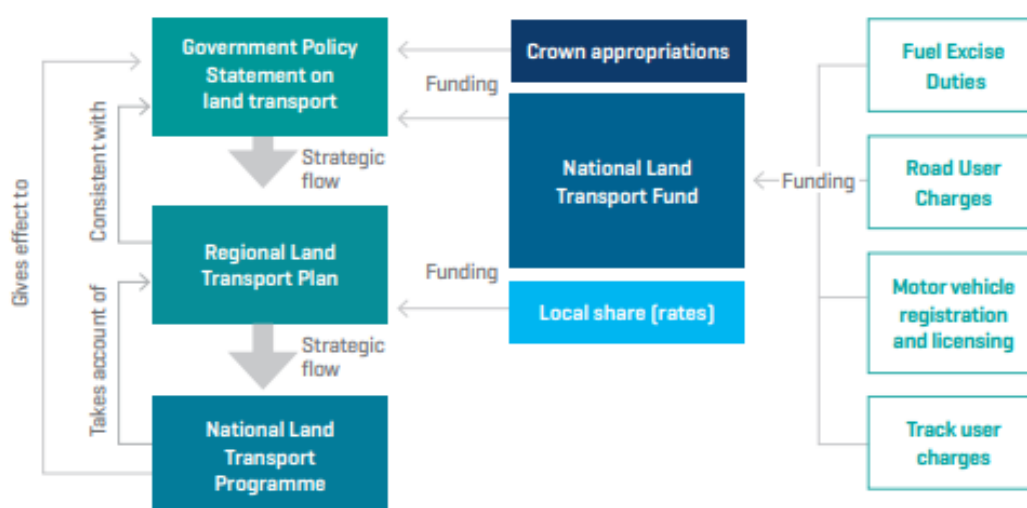 Government Policy
Statement on
land transport
Strategic
flow
Regional Land
Transport Plan
Strategic
flow
National Land
Transport
Programme
Gives effect to
Consistent with
Takes account of
Funding
Funding
Crown appropriations
National Land
Transport Fund
Local share (rates)
Funding
Fuel Excise
Duties
Road User
Charges
Motor vehicle
registration
and licensing
Track user
charges